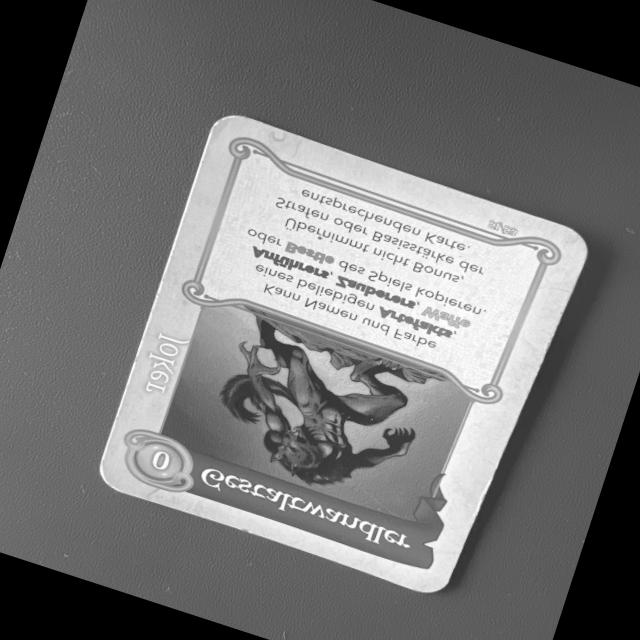 0
Gestaltwandler
Joker
Kann Namen und Farbe
eines beliebigen Artefakts,
Anführers, Zauberers, Waffe
oder Bestie des Spiels kopieren.
Übernimmt nicht Bonus,
Strafen oder Basisstärke der
entsprechenden Karte.